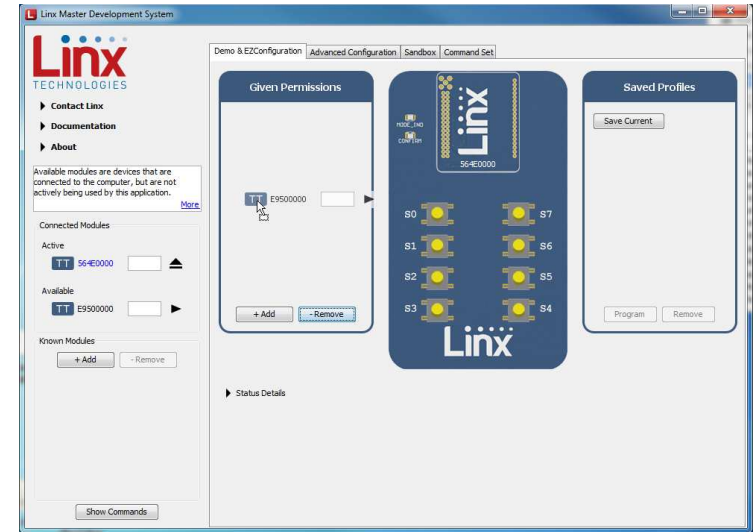 Linx Master Development System
Linx
TECHNOLOGIES
Contact Linx
Documentation
About
Available modules are devices that are
connected to the computer, but are not
actively being used by this application.
More
Connected Modules
Active
TT 564E0000
Available
TT E9500000
Known Modules
+ Add - Remove
Show Commands
Demo & EZConfiguration Advanced Configuration Sandbox Command Set
Given Permissions
TT E9500000
+ Add - Remove
MODE_IND
CONFIRM
Linx
564E0000
S0 S7
S1 S6
S2 S5
S3 S4
Linx
Saved Profiles
Save Current
Program Remove
Status Details